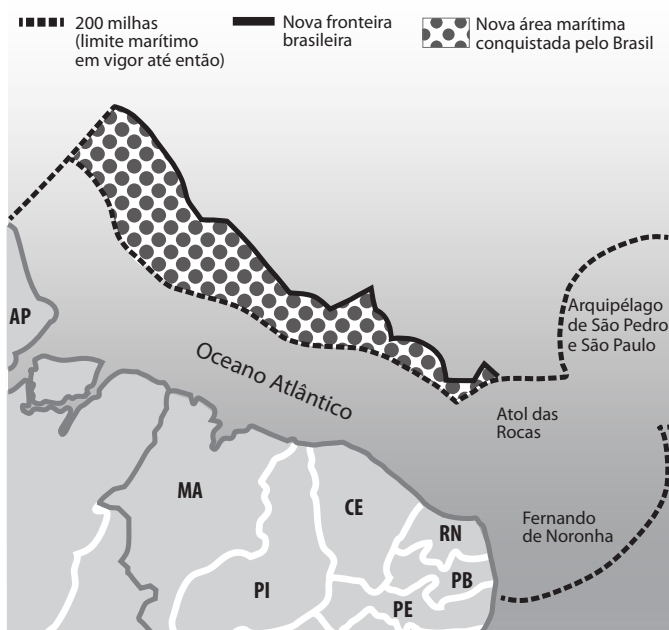 200 milhas
(limite marítimo
em vigor até então)
Nova fronteira
brasileira
Nova área marítima
conquistada pelo Brasil
AP
Arquipélago
de São Pedro
e São Paulo
Oceano Atlântico
Atol das
Rocas
MA
CE
RN
Fernando
de Noronha
PI
PB
PE